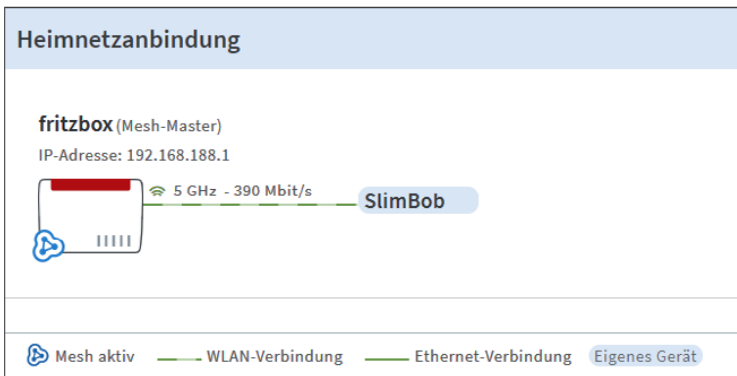 Heimnetzanbindung
fritzbox (Mesh-Master)
IP-Adresse: 192.168.188.1
5 GHz - 390 Mbit/s
SlimBob
Mesh aktiv WLAN-Verbindung Ethernet-Verbindung Eigenes Gerät